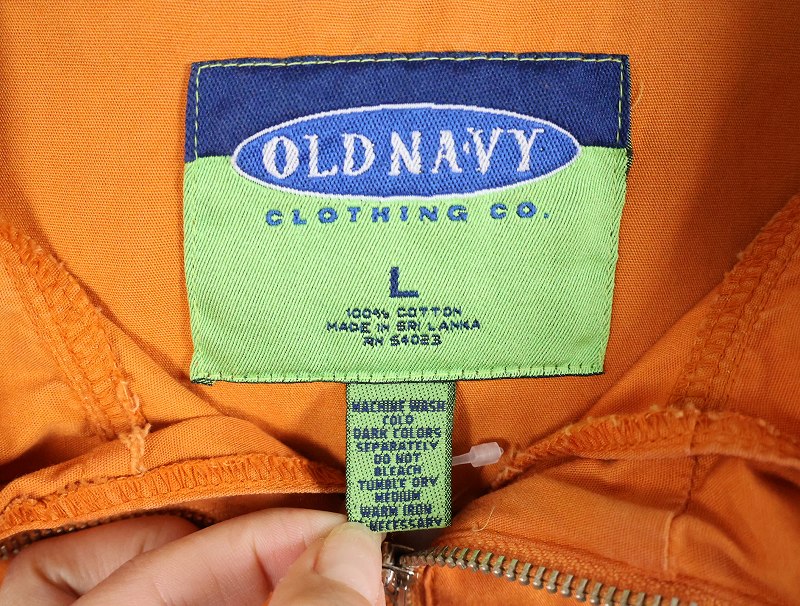 OLD NAVY
CLOTHING CO.
L
100% COTTON
MADE IN SRI LANKA
RN 54023
MACHINE WASH
COLD
DARK COLORS
SEPARATELY
DO NOT
BLEACH
TUMBLE DRY
MEDIUM
WARM IRON
NECESSARY